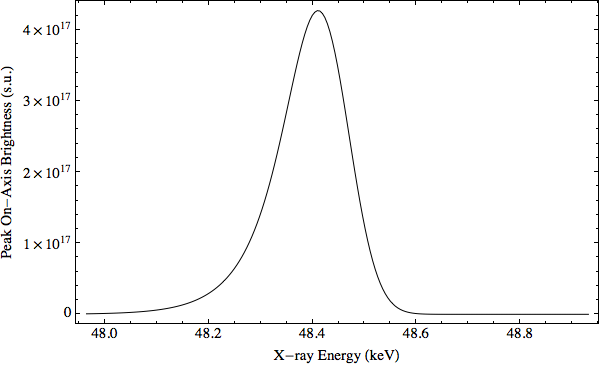 Peak On−Axis Brightness (s.u.)
4×10^17
3×10^17
2×10^17
1×10^17
0
48.0 48.2 48.4 48.6 48.8
X−ray Energy (keV)